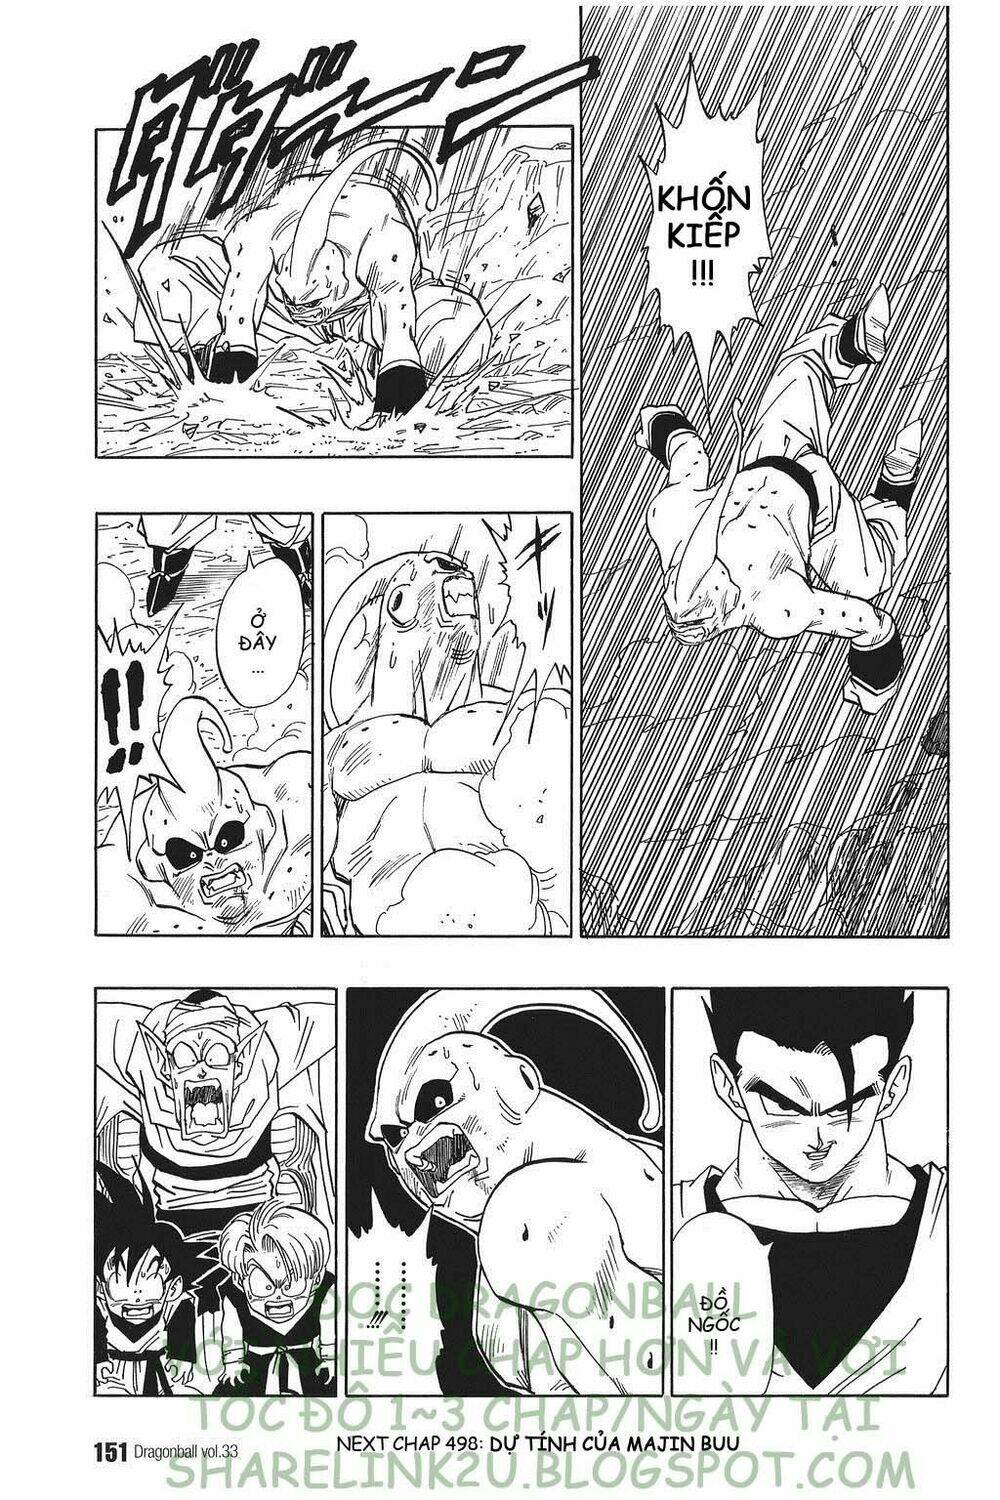 KHỐN
KIẾP
!!!
Ở
ĐÂY
...
!!
ĐỒ
NGỐC
!!
......
...!!!
ĐỌC DRAGONBALL
VỚI NHIỀU CHAP HƠN VÀ VỚI
TỐC ĐỘ 1~3 CHAP/NGÀY TẠI
SHARELINK2U.BLOGSPOT.COM
151 Dragonball vol.33
NEXT CHAP 498: DỰ TÍNH CỦA MAJIN BUU